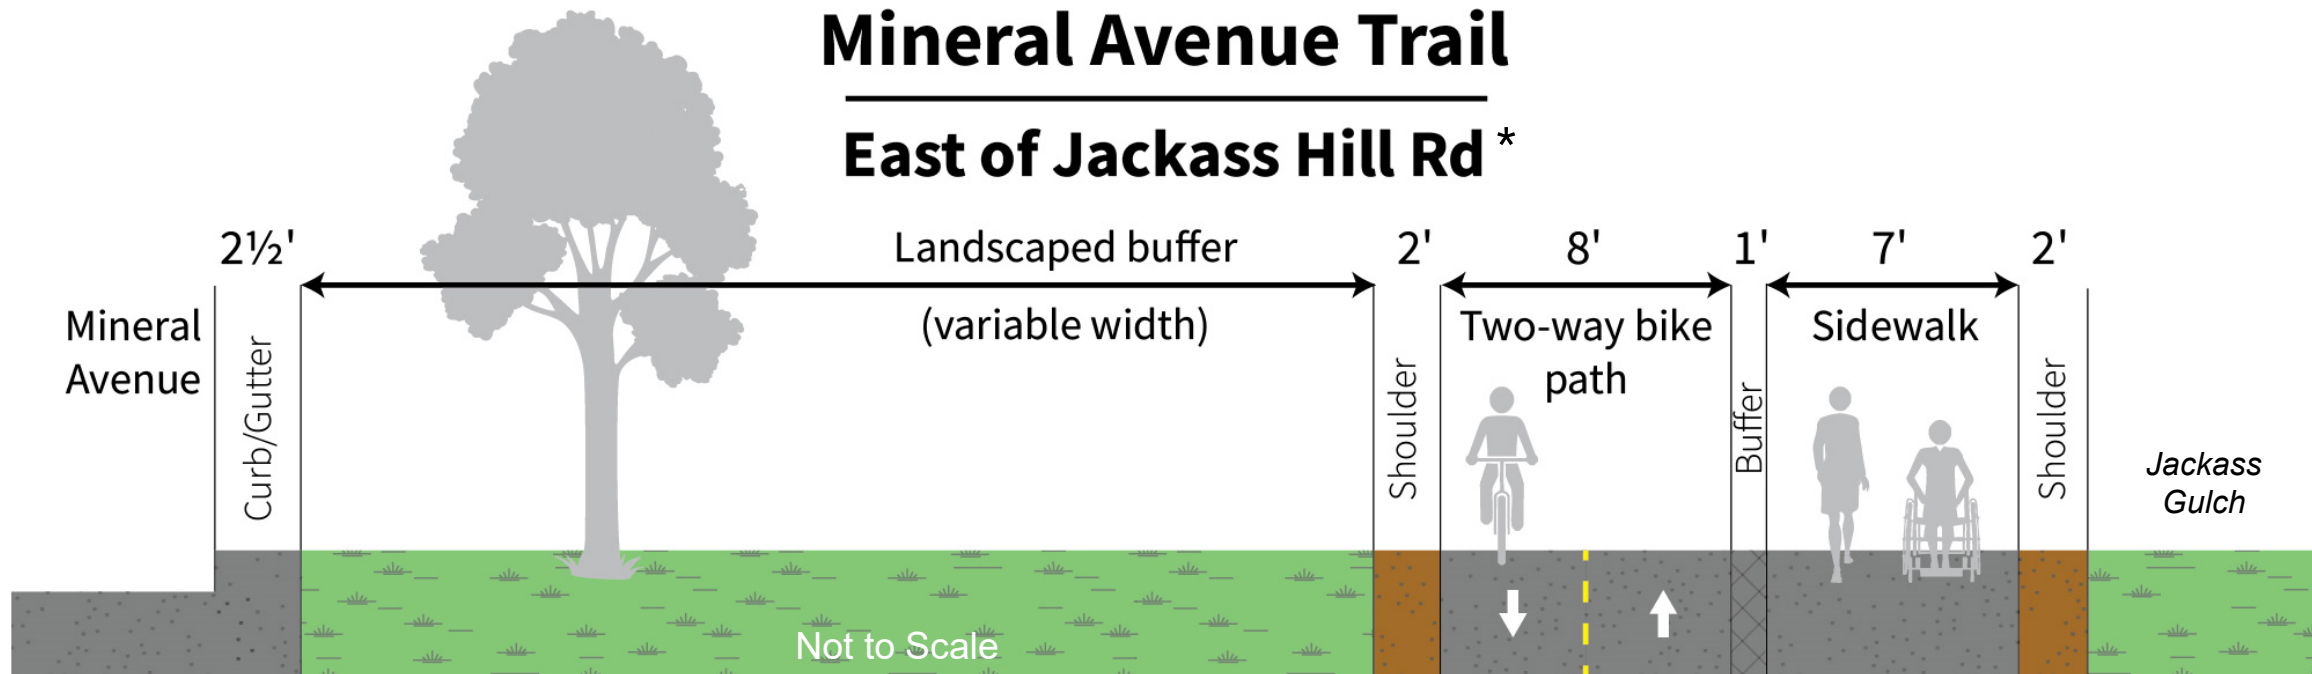 Mineral Avenue Trail
East of Jackass Hill Rd *
2½'
Landscaped buffer
2'
8'
1'
7'
2'
Mineral
Avenue
Curb/Gutter
(variable width)
Shoulder
Two-way bike
path
Buffer
Sidewalk
Shoulder
Jackass
Gulch
Not to Scale